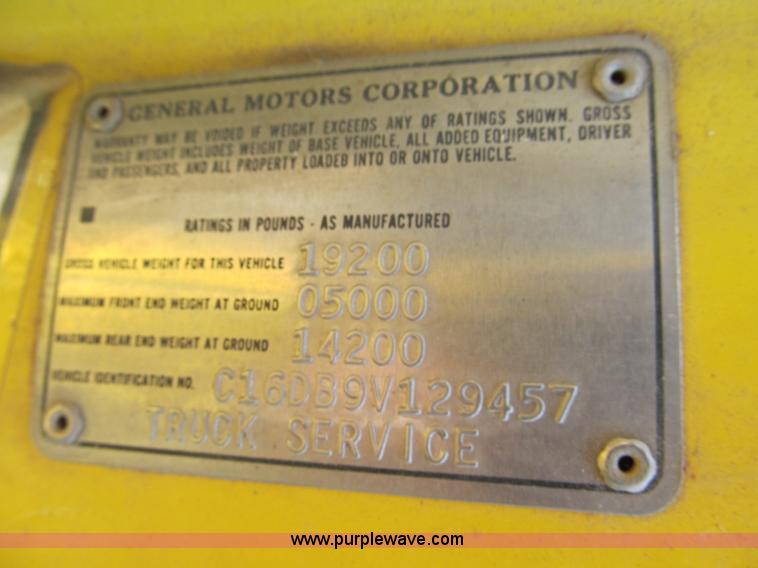 GENERAL MOTORS CORPORATION
WARRANTY MAY BE VOIDED IF WEIGHT EXCEEDS ANY OF RATINGS SHOWN. GROSS
VEHICLE WEIGHT INCLUDES WEIGHT OF BASE VEHICLE, ALL ADDED EQUIPMENT, DRIVER
AND PASSENGERS, AND ALL PROPERTY LOADED INTO OR ONTO VEHICLE.
RATINGS IN POUNDS - AS MANUFACTURED
GROSS VEHICLE WEIGHT FOR THIS VEHICLE 19200
MAXIMUM FRONT END WEIGHT AT GROUND 05000
MAXIMUM REAR END WEIGHT AT GROUND 14200
VEHICLE IDENTIFICATION NO. C16DB9V129457
TRUCK SERVICE
www.purplewave.com